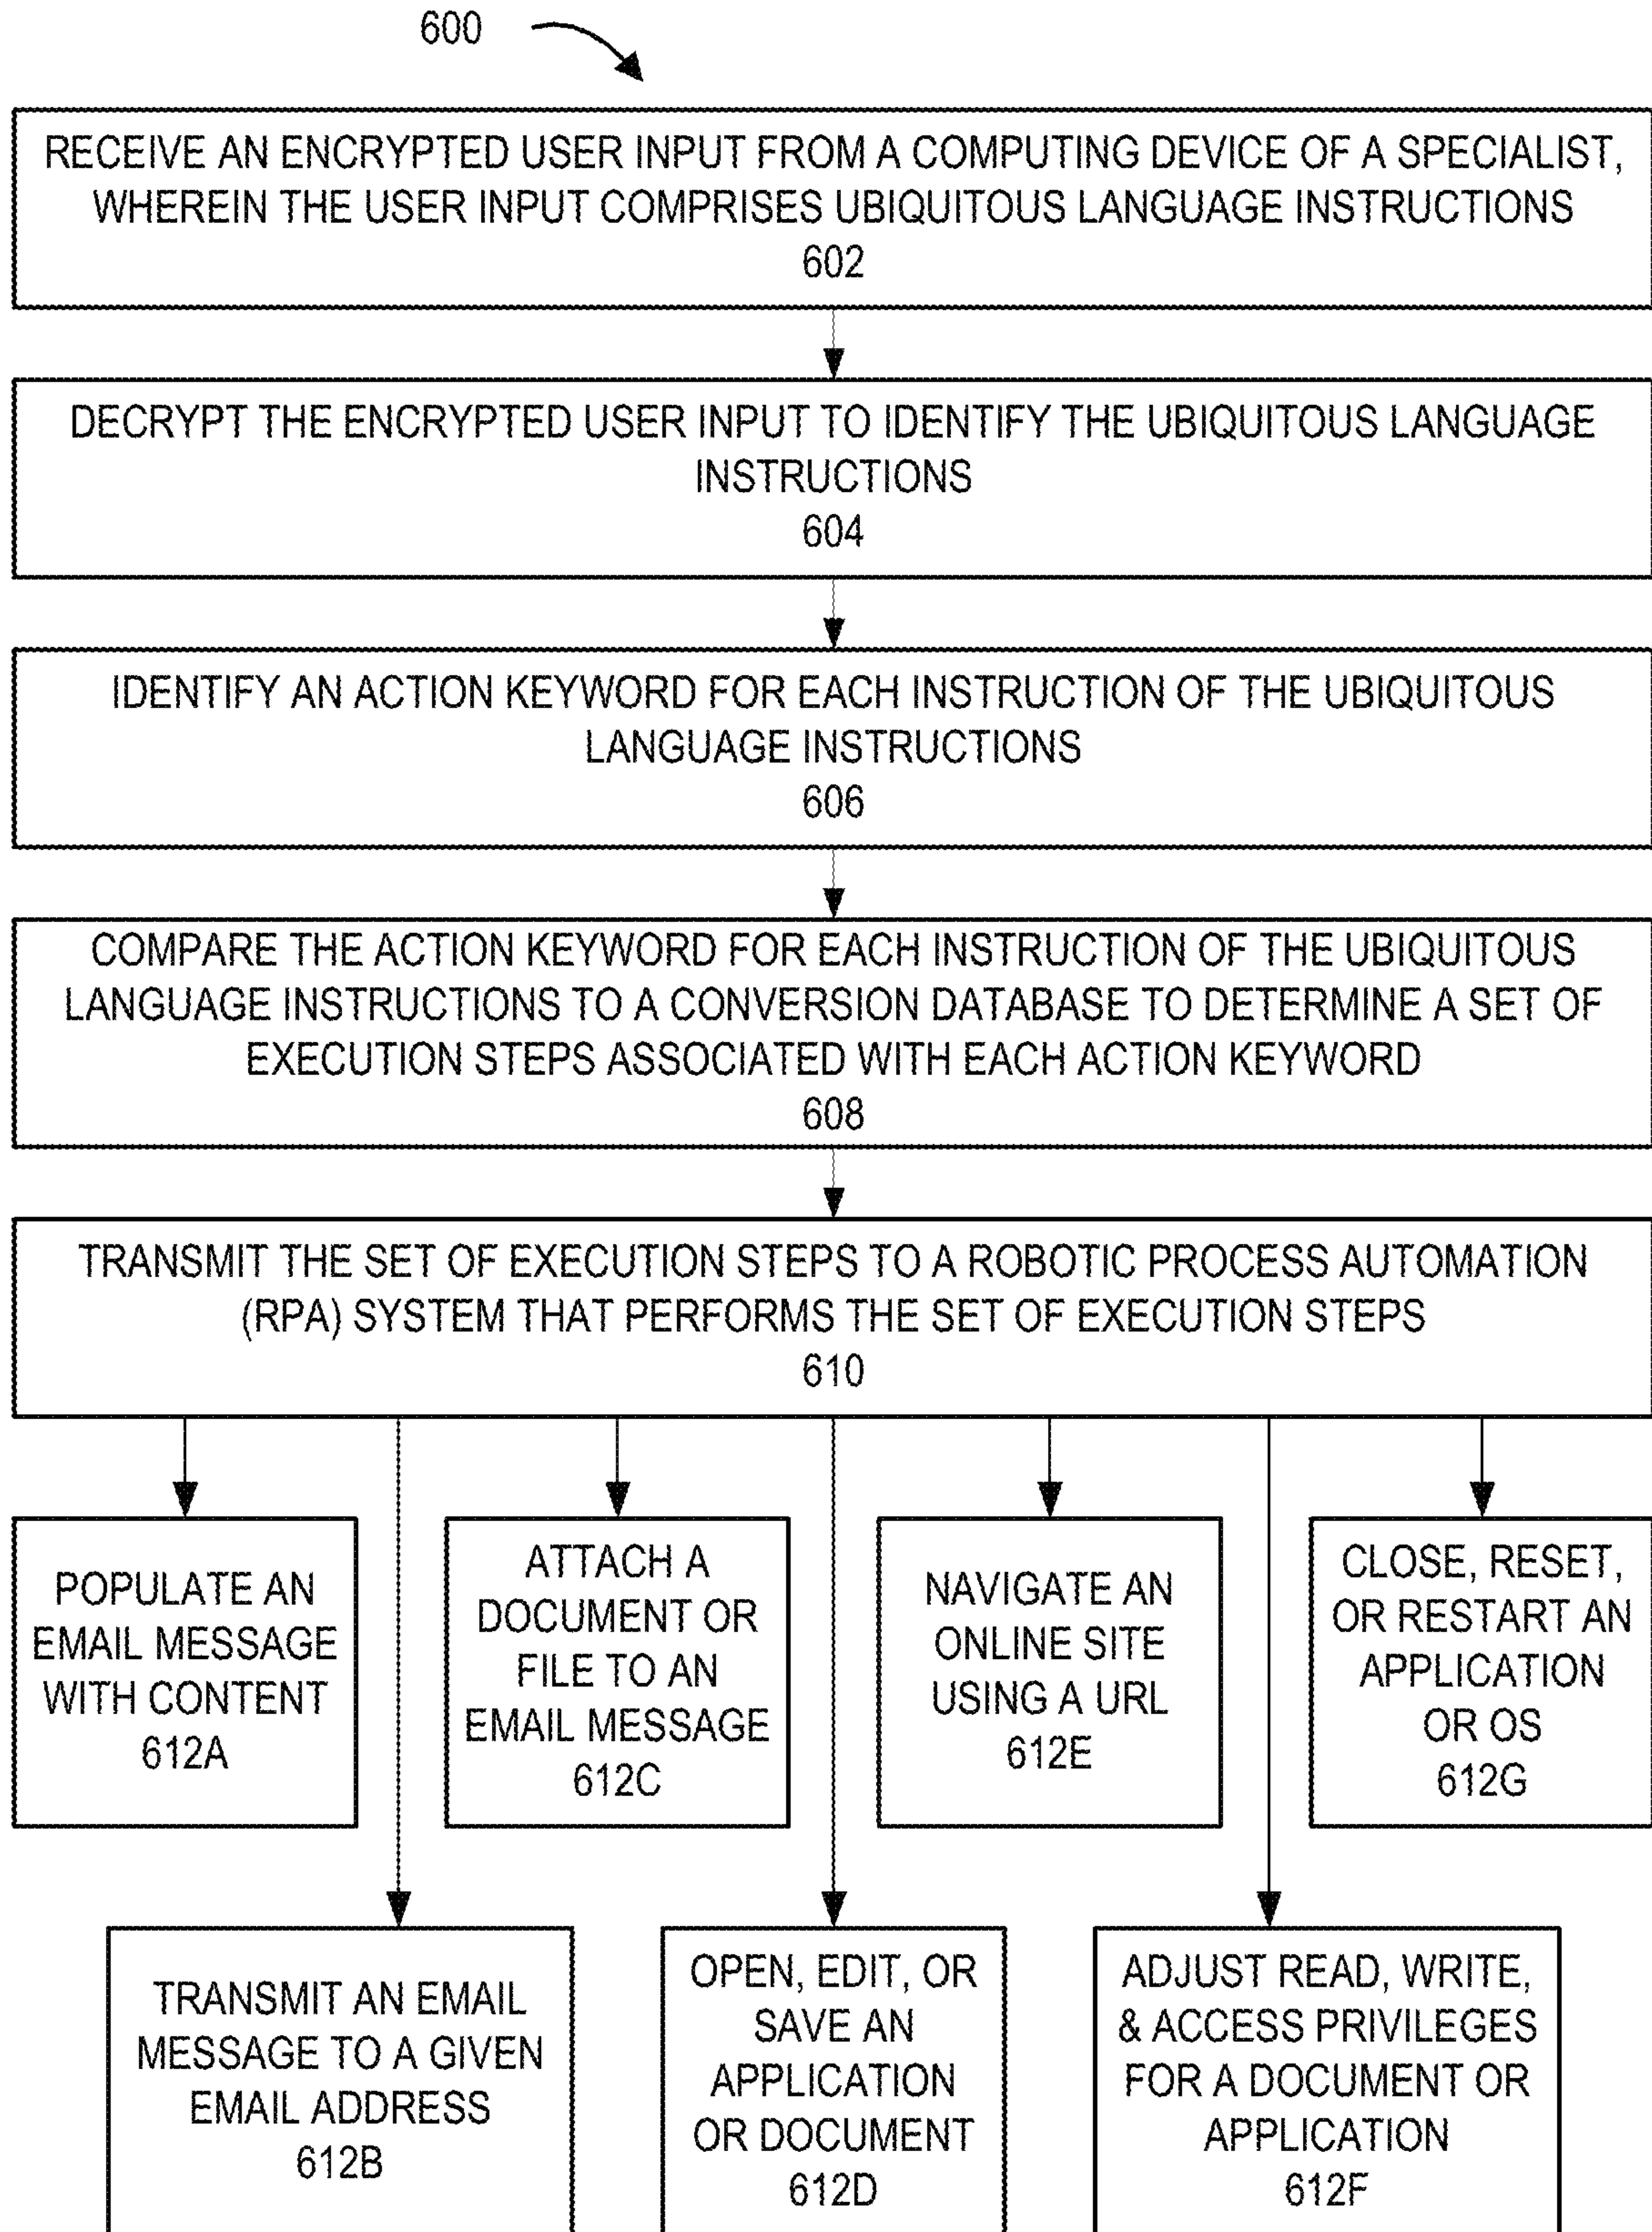 600
RECEIVE AN ENCRYPTED USER INPUT FROM A COMPUTING DEVICE OF A SPECIALIST,
WHEREIN THE USER INPUT COMPRISES UBIQUITOUS LANGUAGE INSTRUCTIONS
602
DECRYPT THE ENCRYPTED USER INPUT TO IDENTIFY THE UBIQUITOUS LANGUAGE
INSTRUCTIONS
604
IDENTIFY AN ACTION KEYWORD FOR EACH INSTRUCTION OF THE UBIQUITOUS
LANGUAGE INSTRUCTIONS
606
COMPARE THE ACTION KEYWORD FOR EACH INSTRUCTION OF THE UBIQUITOUS
LANGUAGE INSTRUCTIONS TO A CONVERSION DATABASE TO DETERMINE A SET OF
EXECUTION STEPS ASSOCIATED WITH EACH ACTION KEYWORD
608
TRANSMIT THE SET OF EXECUTION STEPS TO A ROBOTIC PROCESS AUTOMATION
(RPA) SYSTEM THAT PERFORMS THE SET OF EXECUTION STEPS
610
POPULATE AN
EMAIL MESSAGE
WITH CONTENT
612A
ATTACH A
DOCUMENT OR
FILE TO AN
EMAIL MESSAGE
612C
NAVIGATE AN
ONLINE SITE
USING A URL
612E
CLOSE, RESET,
OR RESTART AN
APPLICATION
OR OS
612G
TRANSMIT AN EMAIL
MESSAGE TO A GIVEN
EMAIL ADDRESS
612B
OPEN, EDIT, OR
SAVE AN
APPLICATION
OR DOCUMENT
612D
ADJUST READ, WRITE,
& ACCESS PRIVILEGES
FOR A DOCUMENT OR
APPLICATION
612F